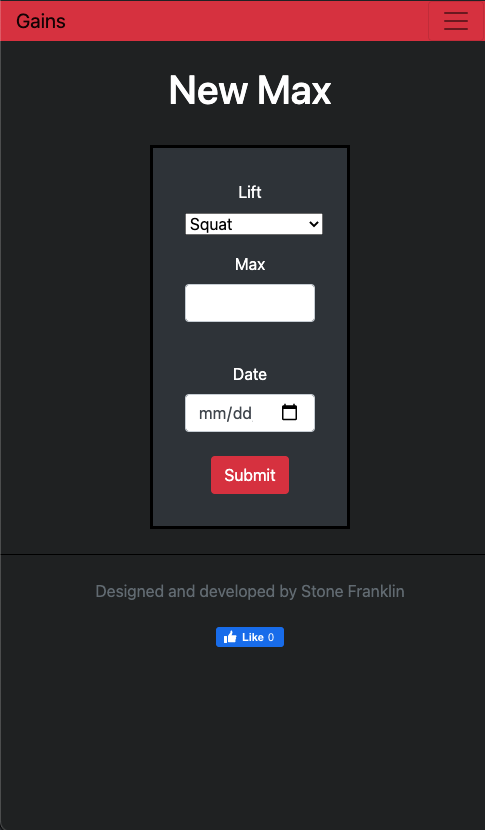 Gains
New Max
Lift
Squat
Max
Date
mm/dd
Submit
Designed and developed by Stone Franklin
Like 0